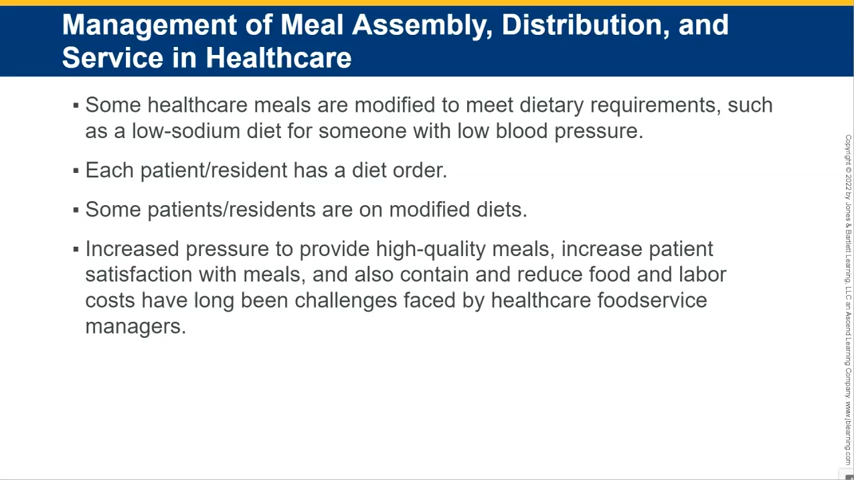 Management of Meal Assembly, Distribution, and
Service in Healthcare
▪ Some healthcare meals are modified to meet dietary requirements, such
as a low-sodium diet for someone with low blood pressure.
▪ Each patient/resident has a diet order.
▪ Some patients/residents are on modified diets.
▪ Increased pressure to provide high-quality meals, increase patient
satisfaction with meals, and also contain and reduce food and labor
costs have long been challenges faced by healthcare foodservice
managers.
Copyright © 2022 by Jones & Bartlett Learning, LLC an Ascend Learning Company. www.jblearning.com